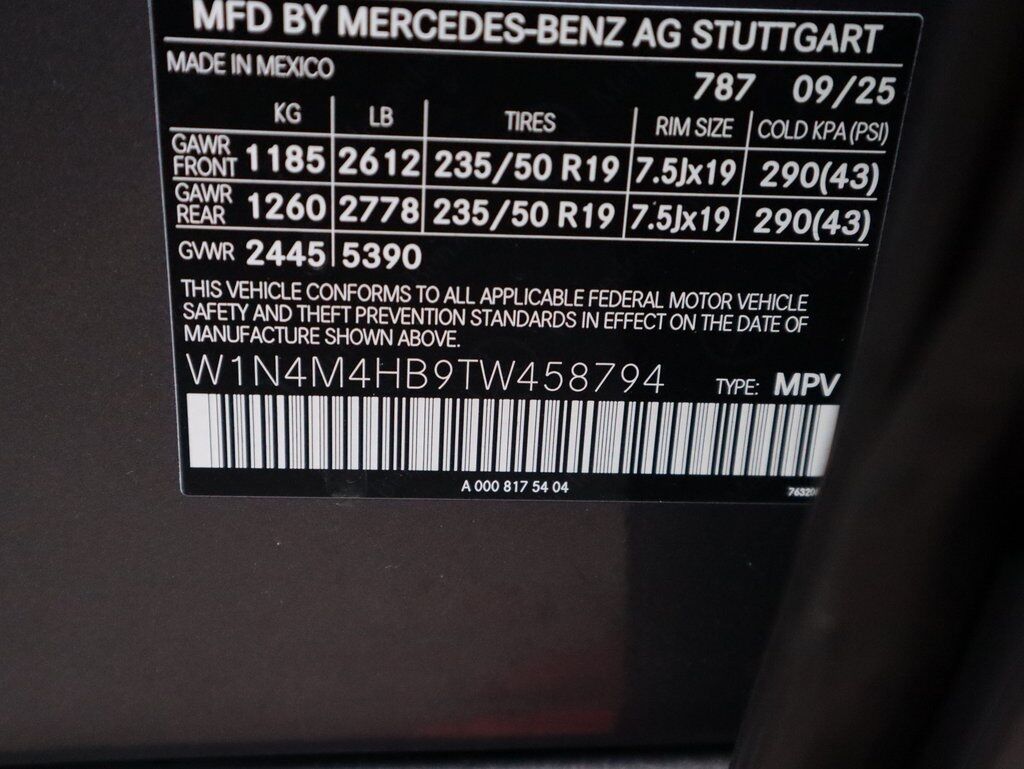 MFD BY MERCEDES-BENZ AG STUTTGART
MADE IN MEXICO
787 09/25
KG LB TIRES RIM SIZE COLD KPA (PSI)
GAWR FRONT 1185 2612 235/50 R19 7.5Jx19 290(43)
GAWR REAR 1260 2778 235/50 R19 7.5Jx19 290(43)
GVWR 2445 5390
THIS VEHICLE CONFORMS TO ALL APPLICABLE FEDERAL MOTOR VEHICLE
SAFETY AND THEFT PREVENTION STANDARDS IN EFFECT ON THE DATE OF
MANUFACTURE SHOWN ABOVE.
W1N4M4HB9TW458794 TYPE: MPV
A 000 817 54 04